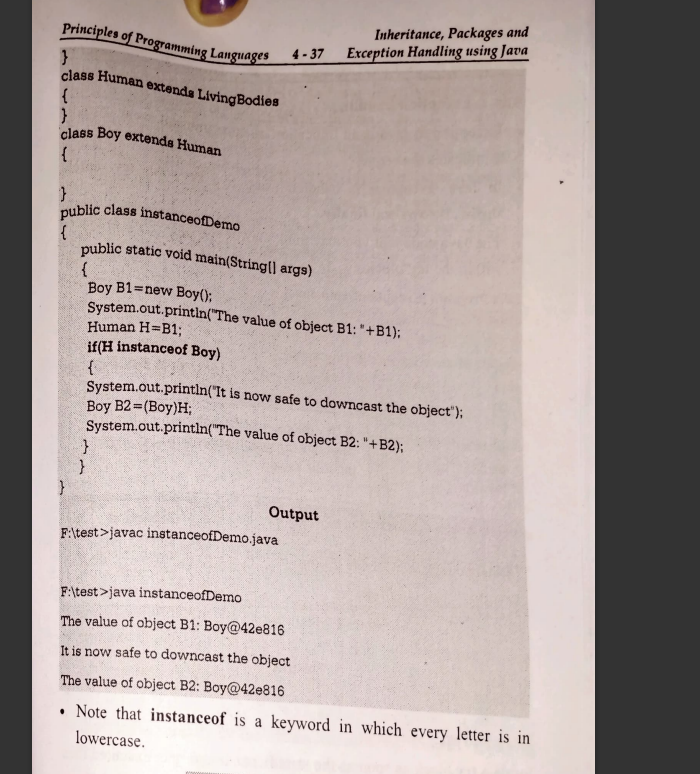 Principles of Programming Languages 4 - 37 Inheritance, Packages and
Exception Handling using Java
}
class Human extends LivingBodies
{
}
class Boy extends Human
{
}
public class instanceofDemo
{
public static void main(String[] args)
{
Boy B1=new Boy();
System.out.println("The value of object B1: "+B1);
Human H=B1;
if(H instanceof Boy)
{
System.out.println("It is now safe to downcast the object");
Boy B2=(Boy)H;
System.out.println("The value of object B2: "+B2);
}
}
}
Output
F:\test>javac instanceofDemo.java
F:\test>java instanceofDemo
The value of object B1: Boy@42e816
It is now safe to downcast the object
The value of object B2: Boy@42e816
• Note that instanceof is a keyword in which every letter is in
lowercase.